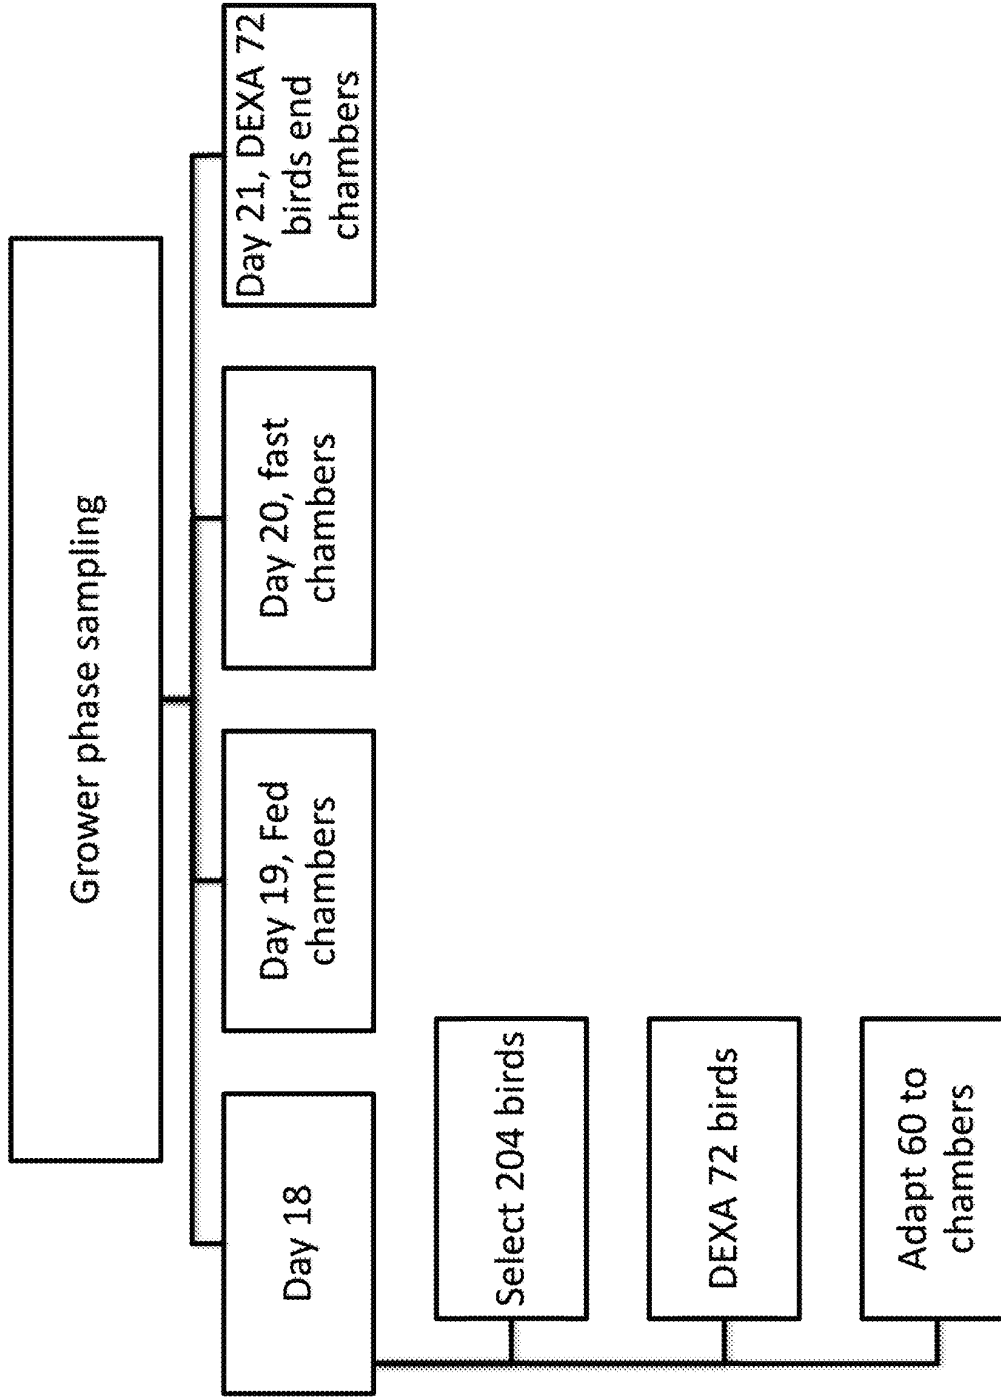 Grower phase sampling
Day 18
Select 204 birds
DEXA 72 birds
Adapt 60 to
chambers
Day 19, Fed
chambers
Day 20, fast
chambers
Day 21, DEXA 72
birds end
chambers